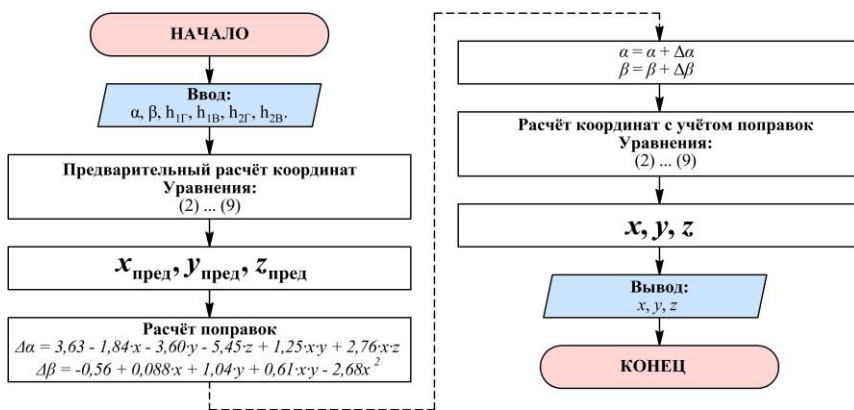 НАЧАЛО
Ввод:
α, β, h₁Г, h₁В, h₂Г, h₂В.
Предварительный расчёт координат
Уравнения:
(2) ... (9)
xпред, yпред, zпред
Расчёт поправок
Δα = 3,63 - 1,84·x - 3,60·y - 5,45·z + 1,25·x·y + 2,76·x·z
Δβ = -0,56 + 0,088·x + 1,04·y + 0,61·x·y - 2,68x²
α = α + Δα
β = β + Δβ
Расчёт координат с учётом поправок
Уравнения:
(2) ... (9)
x, y, z
Вывод:
x, y, z
КОНЕЦ